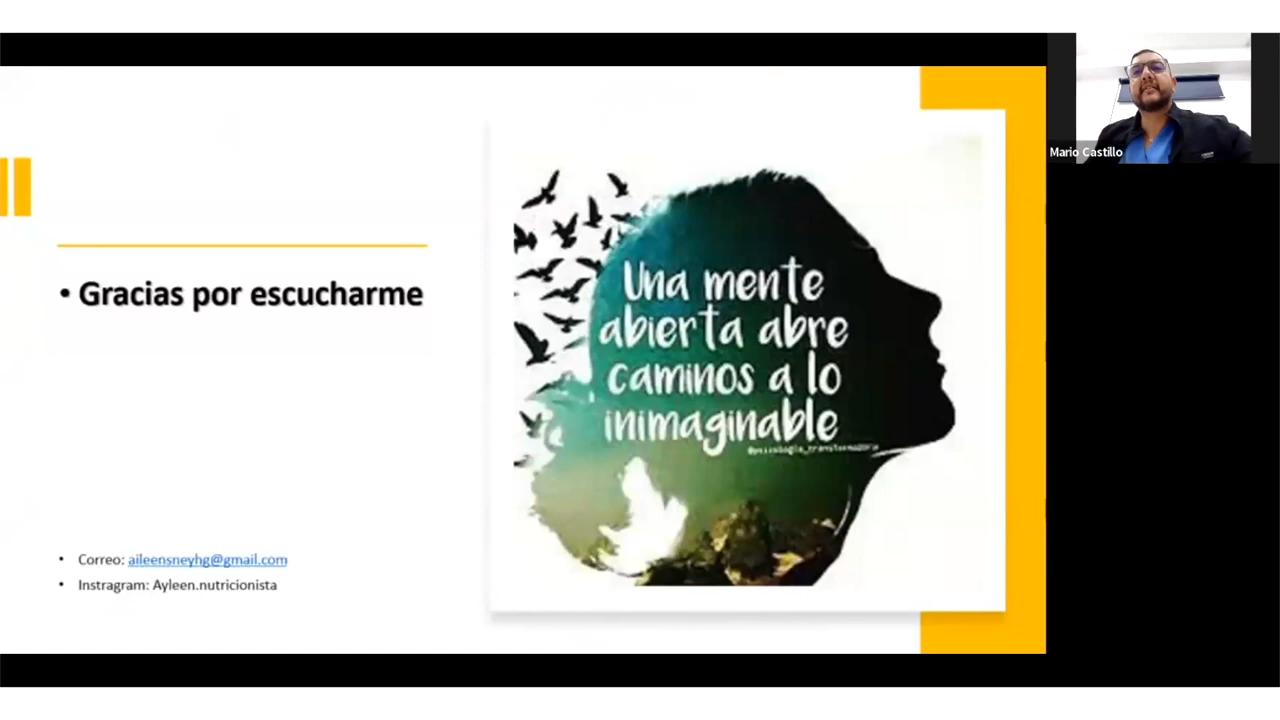 • Gracias por escucharme
• Correo: aileensneyhg@gmail.com
• Instragram: Ayleen.nutricionista
Una mente
abierta abre
caminos a lo
inimaginable
Mario Castillo